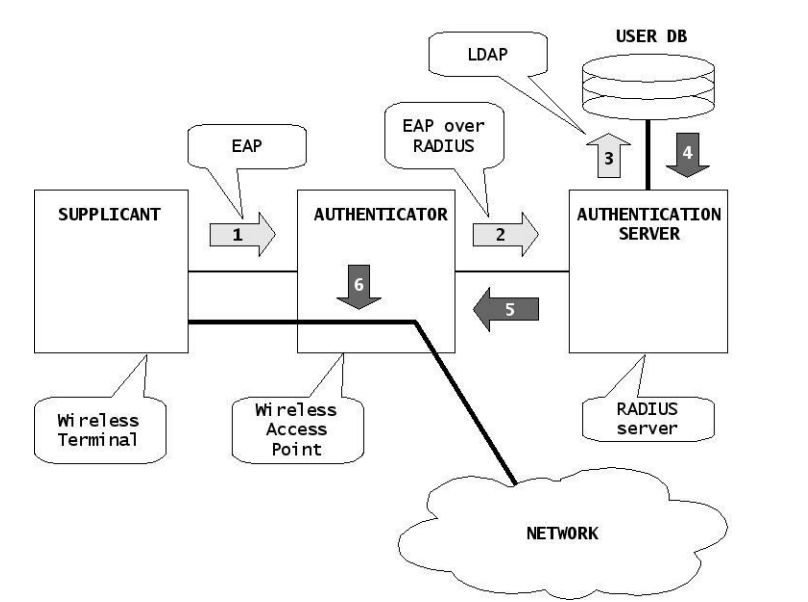 USER DB
LDAP
EAP over
RADIUS
EAP
3
4
SUPPLICANT
AUTHENTICATOR
AUTHENTICATION
SERVER
1
2
6
5
Wireless
Terminal
Wireless
Access
Point
RADIUS
server
NETWORK